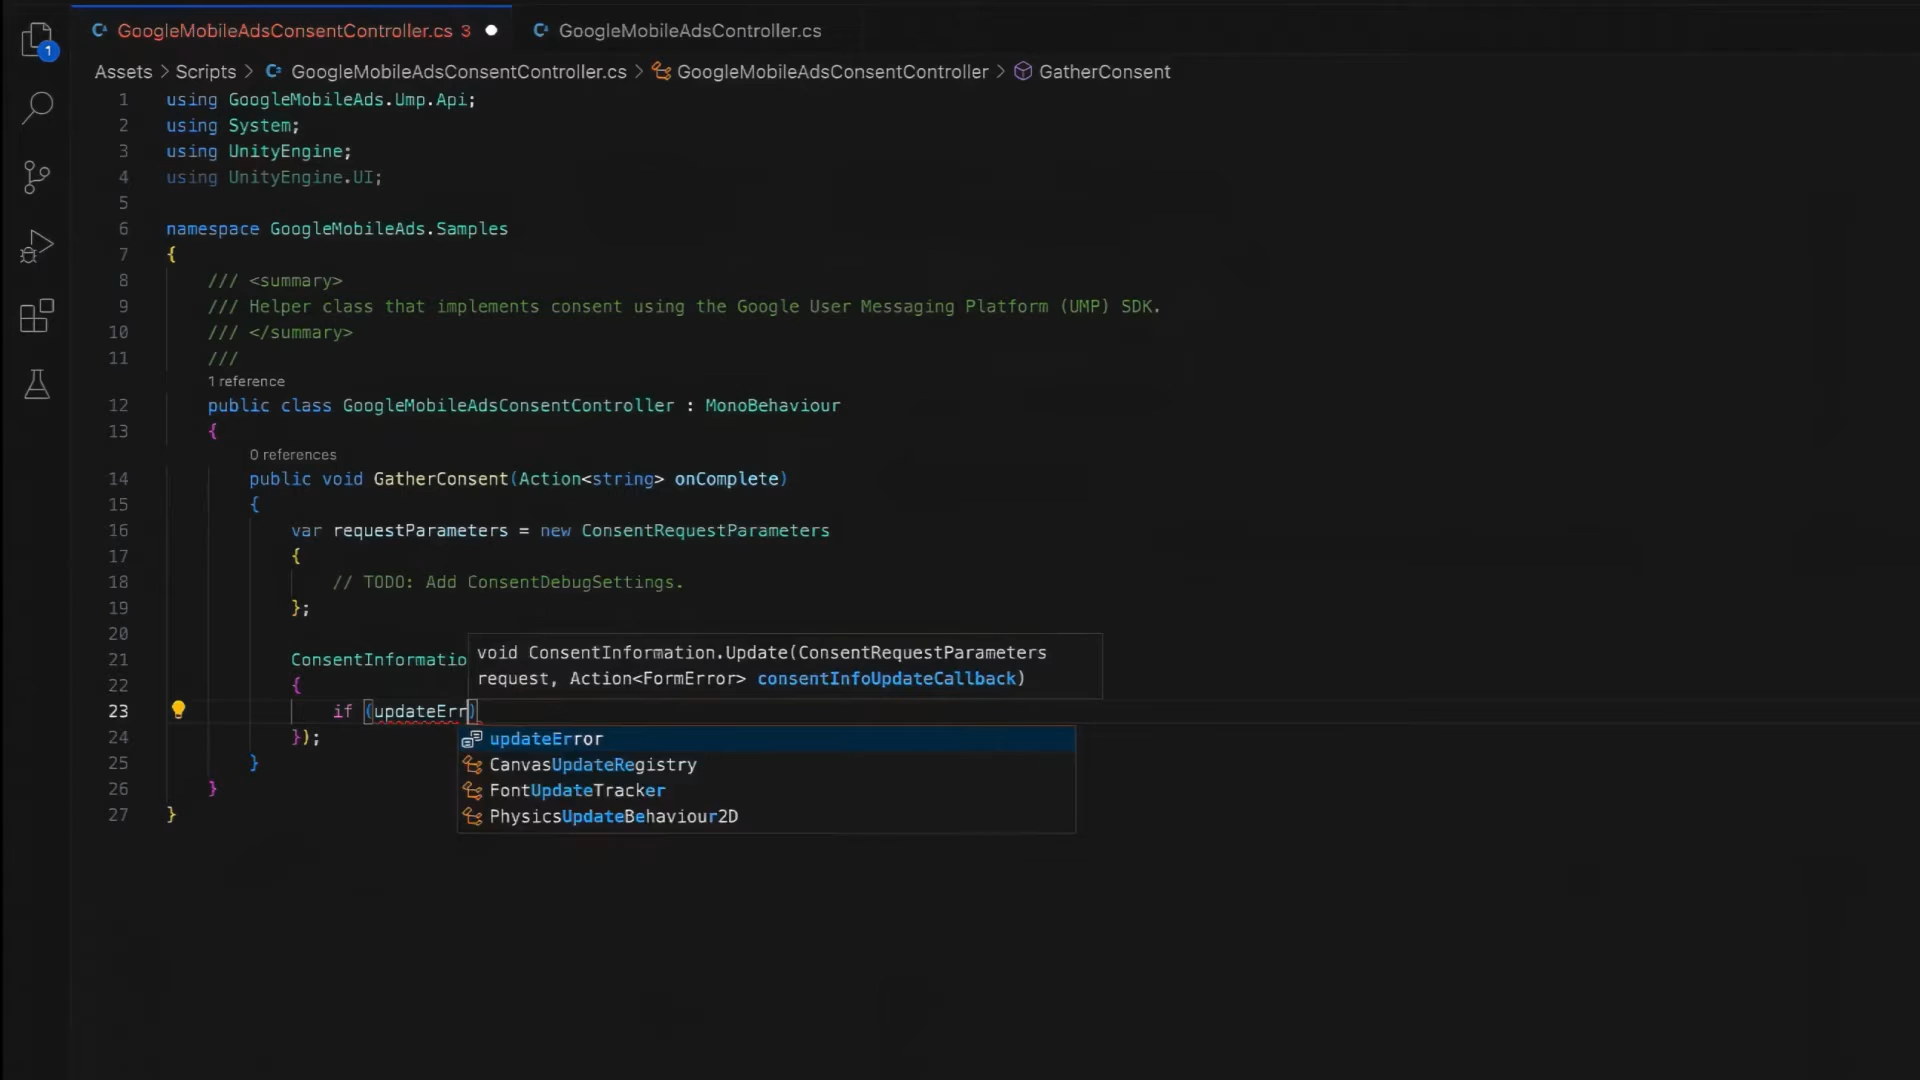 GoogleMobileAdsConsentController.cs 3
GoogleMobileAdsController.cs
1
Assets > Scripts > GoogleMobileAdsConsentController.cs > GoogleMobileAdsConsentController > GatherConsent
1 using GoogleMobileAds.Ump.Api;
2 using System;
3 using UnityEngine;
4 using UnityEngine.UI;
5
6 namespace GoogleMobileAds.Samples
7 {
8 /// <summary>
9 /// Helper class that implements consent using the Google User Messaging Platform (UMP) SDK.
10 /// </summary>
11 ///
1 reference
12 public class GoogleMobileAdsConsentController : MonoBehaviour
13 {
0 references
14 public void GatherConsent(Action<string> onComplete)
15 {
16 var requestParameters = new ConsentRequestParameters
17 {
18 // TODO: Add ConsentDebugSettings.
19 };
20
void ConsentInformation.Update(ConsentRequestParameters
request, Action<FormError> consentInfoUpdateCallback)
21 ConsentInformatio
22 {
23 if (updateErr)
24 });
25 }
26 }
27 }
updateError
CanvasUpdateRegistry
FontUpdateTracker
PhysicsUpdateBehaviour2D